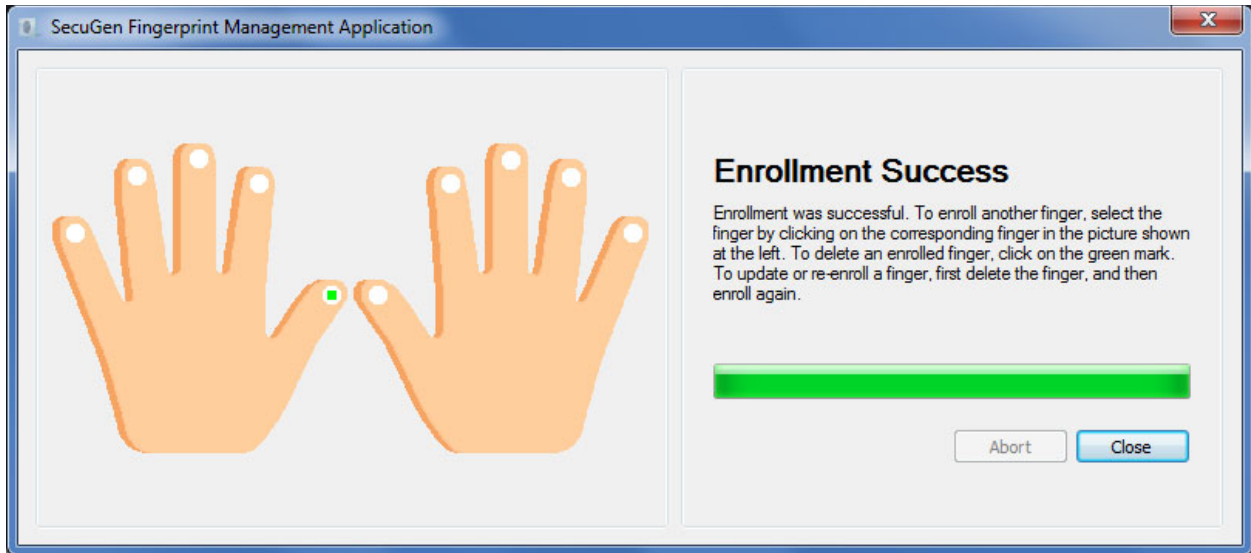 SecuGen Fingerprint Management Application
Enrollment Success
Enrollment was successful. To enroll another finger, select the
finger by clicking on the corresponding finger in the picture shown
at the left. To delete an enrolled finger, click on the green mark.
To update or re-enroll a finger, first delete the finger, and then
enroll again.
Abort
Close